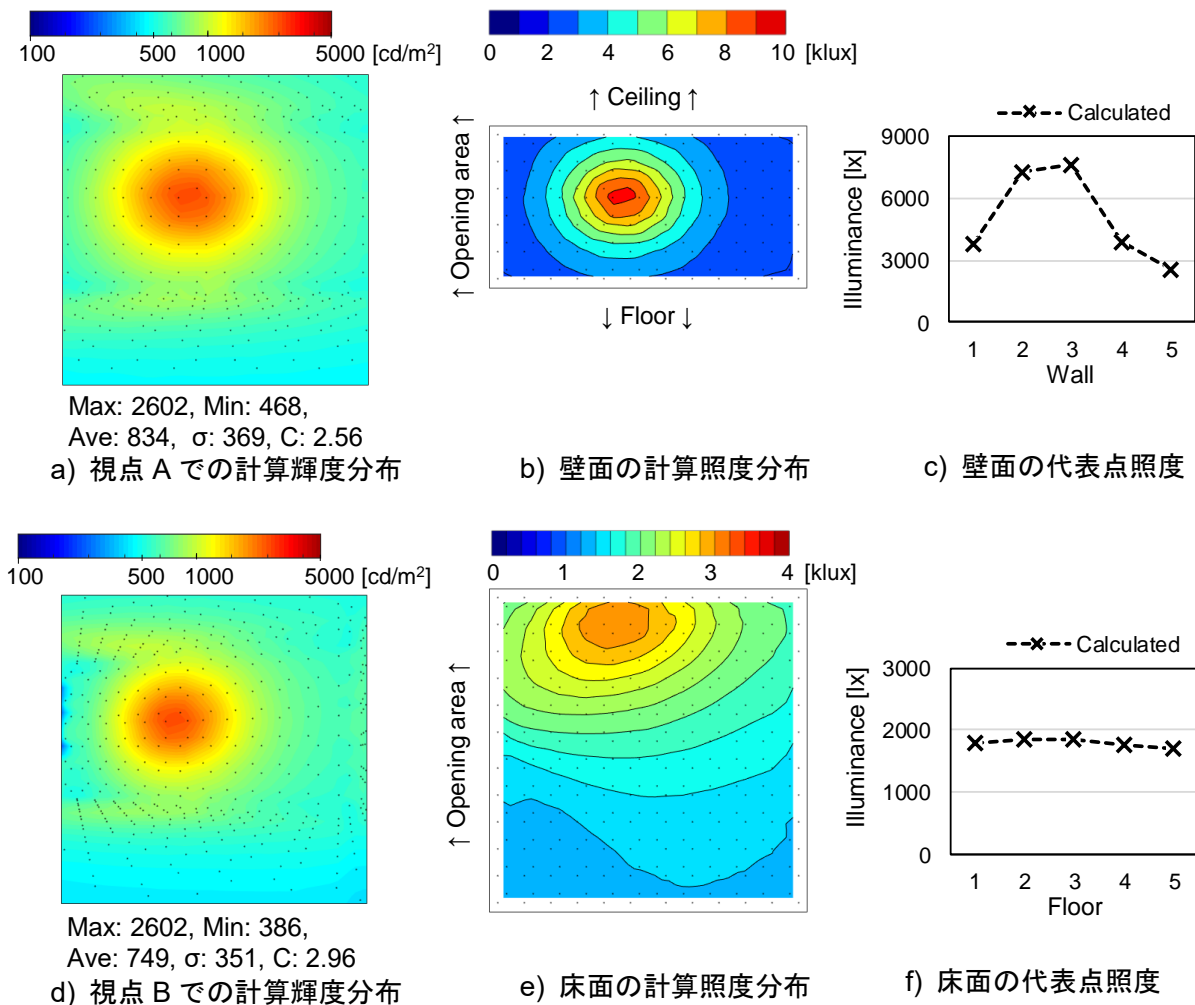 100 500 1000 5000 [cd/m²]
Max: 2602, Min: 468,
Ave: 834, σ: 369, C: 2.56
a) 視点 A での計算輝度分布
0 2 4 6 8 10 [klux]
↑ Ceiling ↑
↑ Opening area ↑
↓ Floor ↓
b) 壁面の計算照度分布
Calculated
9000
6000
3000
0
Illuminance [lx]
1 2 3 4 5
Wall
c) 壁面の代表点照度
100 500 1000 5000 [cd/m²]
Max: 2602, Min: 386,
Ave: 749, σ: 351, C: 2.96
d) 視点 B での計算輝度分布
0 1 2 3 4 [klux]
↑ Opening area ↑
e) 床面の計算照度分布
Calculated
3000
2000
1000
0
Illuminance [lx]
1 2 3 4 5
Floor
f) 床面の代表点照度